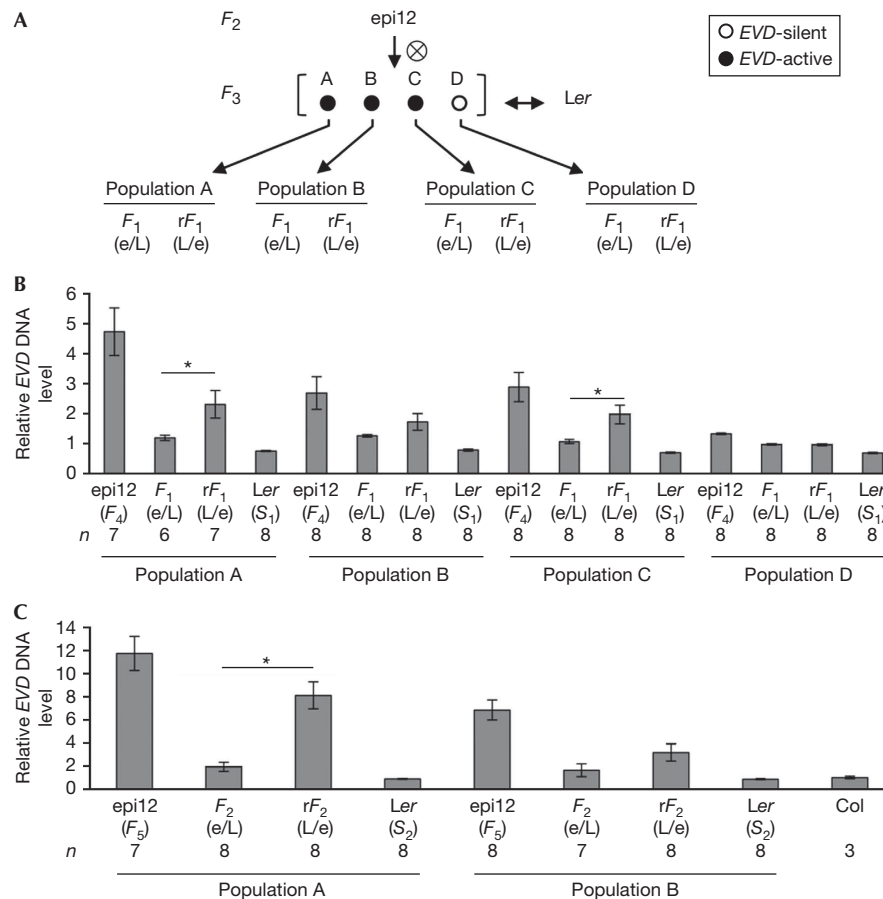 A
F2 epi12
EVD-silent
EVD-active
A B C D
F3 Ler
Population A Population B Population C Population D
F1 rF1 F1 rF1 F1 rF1 F1 rF1
(e/L) (L/e) (e/L) (L/e) (e/L) (L/e) (e/L) (L/e)
B
Relative EVD DNA
level
6
5
4
3
2
1
0
* *
epi12 F1 rF1 Ler epi12 F1 rF1 Ler epi12 F1 rF1 Ler epi12 F1 rF1 Ler
(F4) (e/L) (L/e) (S1) (F4) (e/L) (L/e) (S1) (F4) (e/L) (L/e) (S1) (F4) (e/L) (L/e) (S1)
n 7 6 7 8 8 8 8 8 8 8 8 8 8 8 8 8
Population A Population B Population C Population D
C
Relative EVD DNA
level
14
12
10
8
6
4
2
0
*
epi12 F2 rF2 Ler epi12 F2 rF2 Ler Col
(F5) (e/L) (L/e) (S2) (F5) (e/L) (L/e) (S2)
n 7 8 8 8 8 7 8 8 3
Population A Population B